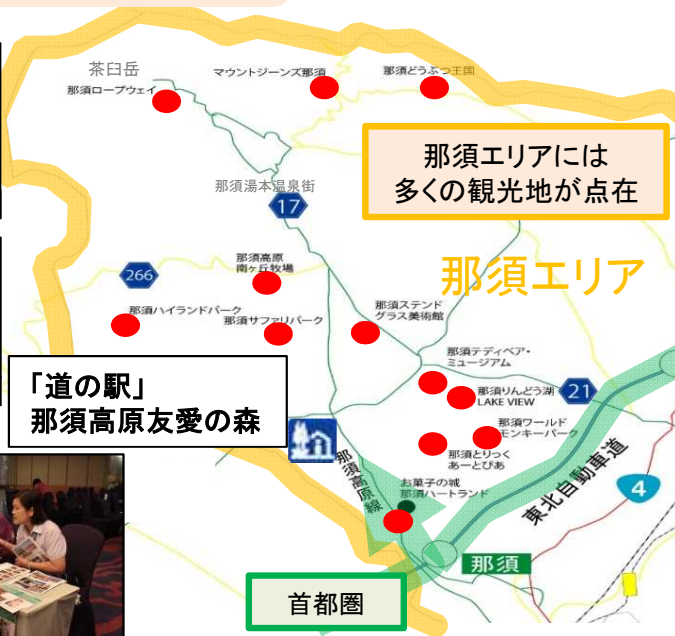 茶臼岳
那須ロープウェイ
マウントジーンズ那須
那須どうぶつ王国
那須エリアには
多くの観光地が点在
那須湯本温泉街
17
那須エリア
266
那須高原
南ヶ丘牧場
那須ハイランドパーク
那須サファリパーク
那須ステンド
グラス美術館
那須テディベア・
ミュージアム
那須りんどう湖
LAKE VIEW
21
「道の駅」
那須高原友愛の森
那須ワールド
モンキーパーク
那須とりっく
あーとぴあ
那須高原線
お菓子の城
那須ハートランド
東北自動車道
4
那須
首都圏